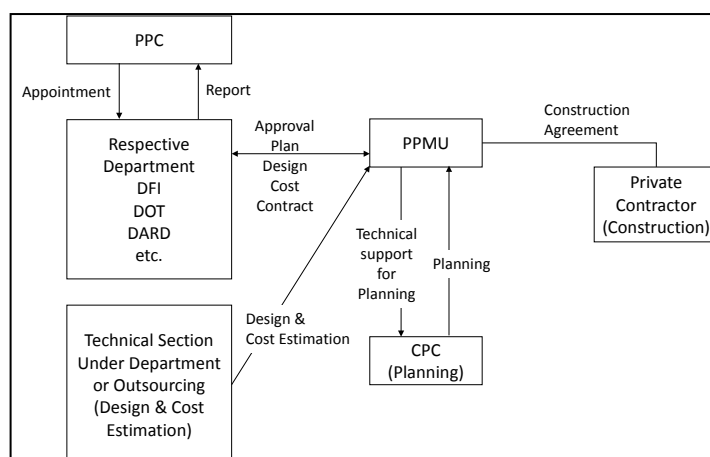 PPC
Appointment
Report
Respective
Department
DFI
DOT
DARD
etc.
Approval
Plan
Design
Cost
Contract
PPMU
Construction
Agreement
Private
Contractor
(Construction)
Technical
support
for
Planning
Planning
Technical Section
Under Department
or Outsourcing
(Design & Cost
Estimation)
Design &
Cost Estimation
CPC
(Planning)